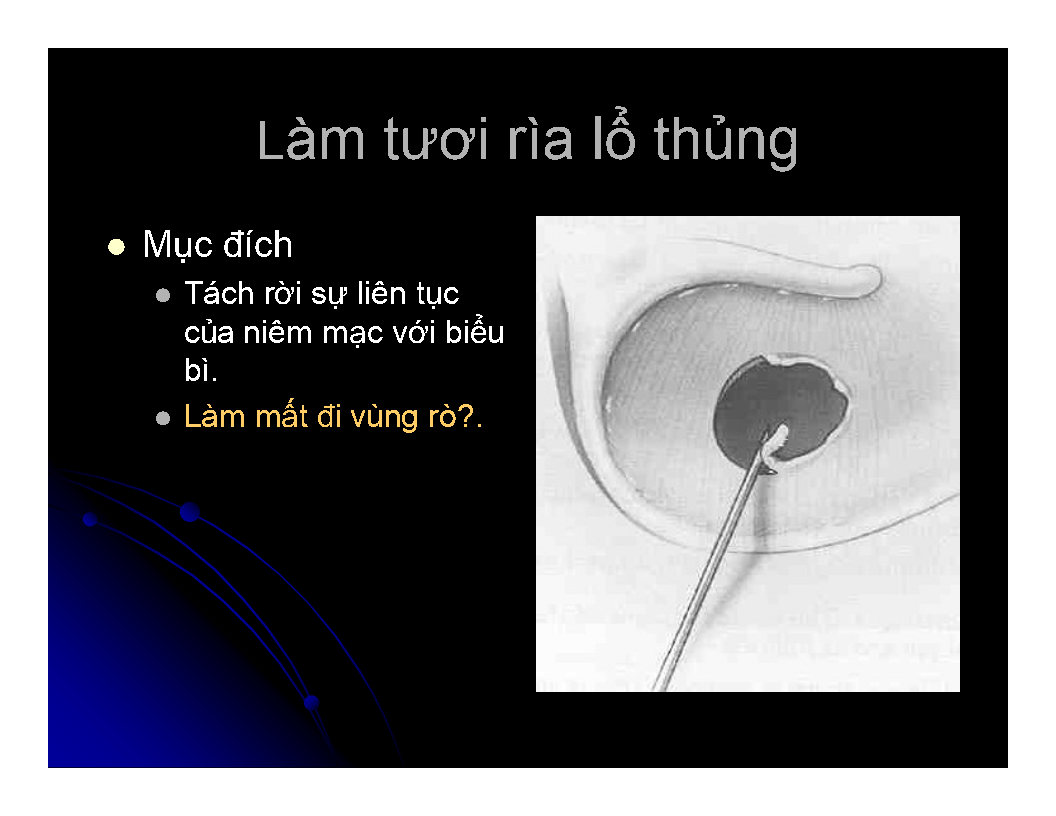 Làm tươi rìa lổ thủng
Mục đích
Tách rời sự liên tục
của niêm mạc với biểu
bì.
Làm mất đi vùng rò?.